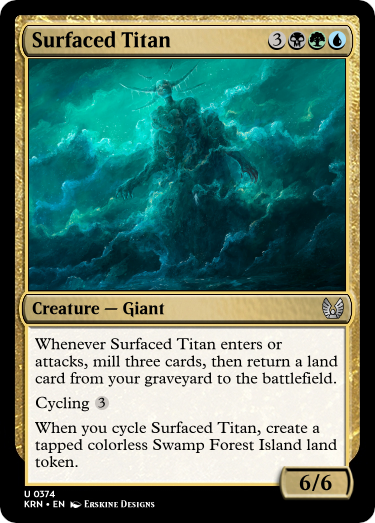 Surfaced Titan 3
Creature — Giant
Whenever Surfaced Titan enters or
attacks, mill three cards, then return a land
card from your graveyard to the battlefield.
Cycling 3
When you cycle Surfaced Titan, create a
tapped colorless Swamp Forest Island land
token.
6/6
U 0374
KRN • EN Erskine Designs